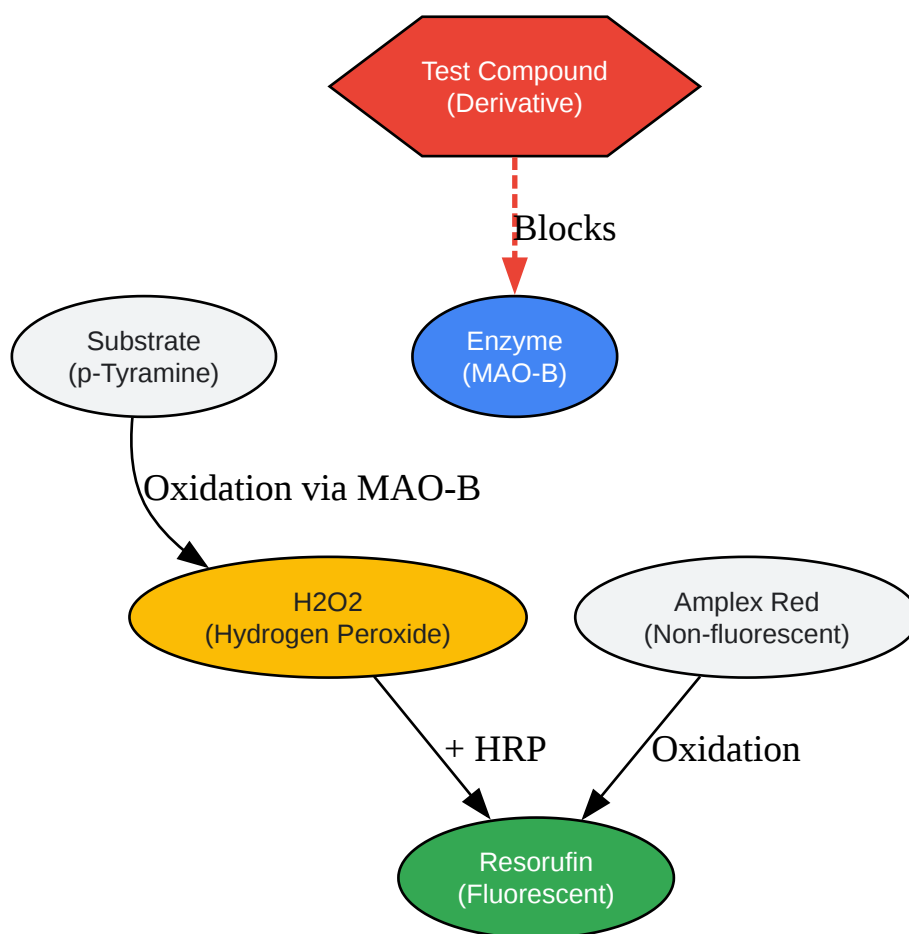 Test Compound
(Derivative)
Blocks
Substrate
(p-Tyramine)
Enzyme
(MAO-B)
Oxidation via MAO-B
H2O2
(Hydrogen Peroxide)
Amplex Red
(Non-fluorescent)
+ HRP
Oxidation
Resorufin
(Fluorescent)